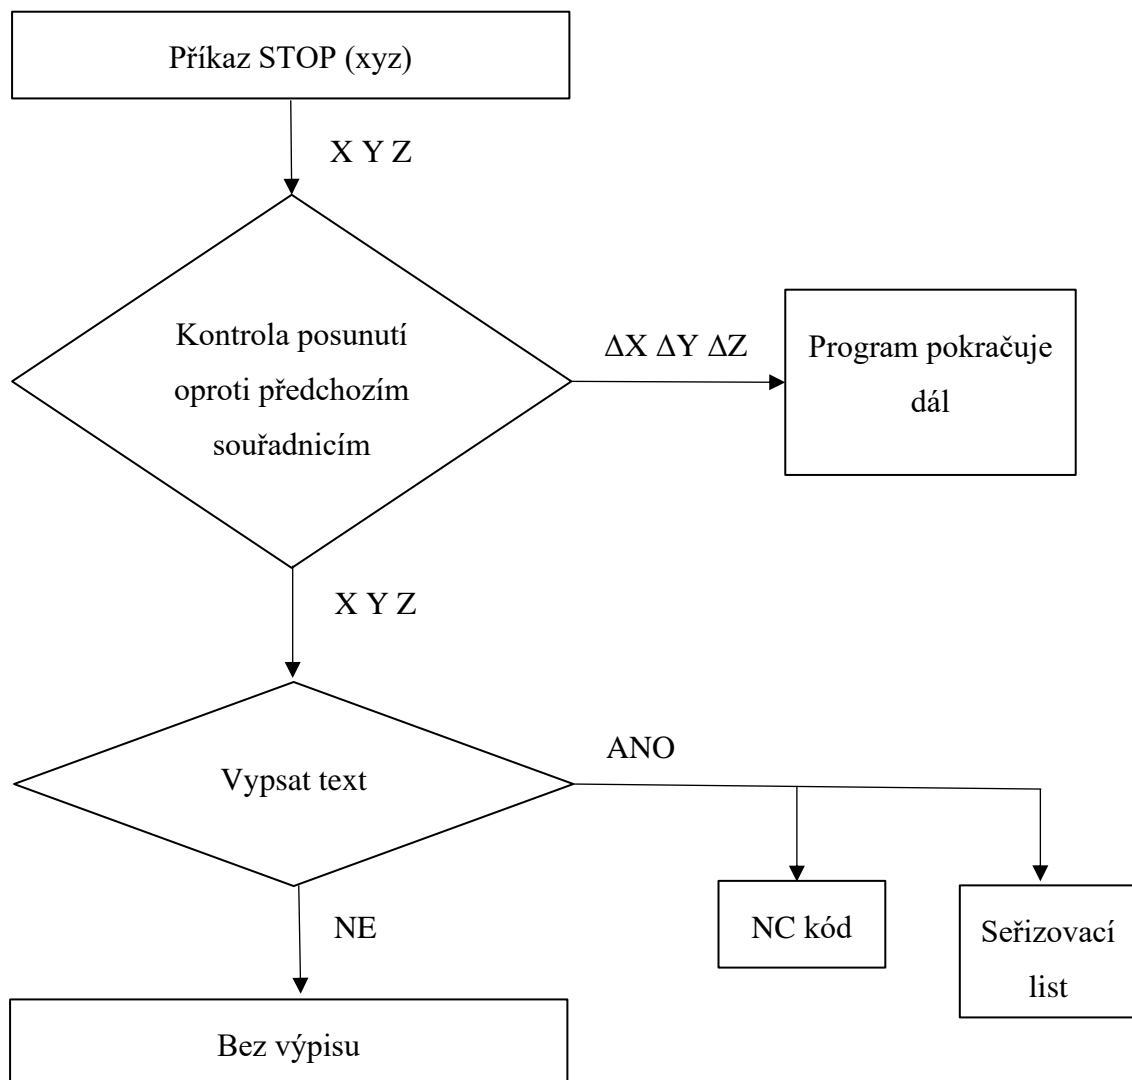 Příkaz STOP (xyz)
X Y Z
Kontrola posunutí
oproti předchozím
souřadnicím
ΔX ΔY ΔZ
Program pokračuje
dál
X Y Z
Vypsat text
ANO
NE
NC kód
Seřizovací
list
Bez výpisu